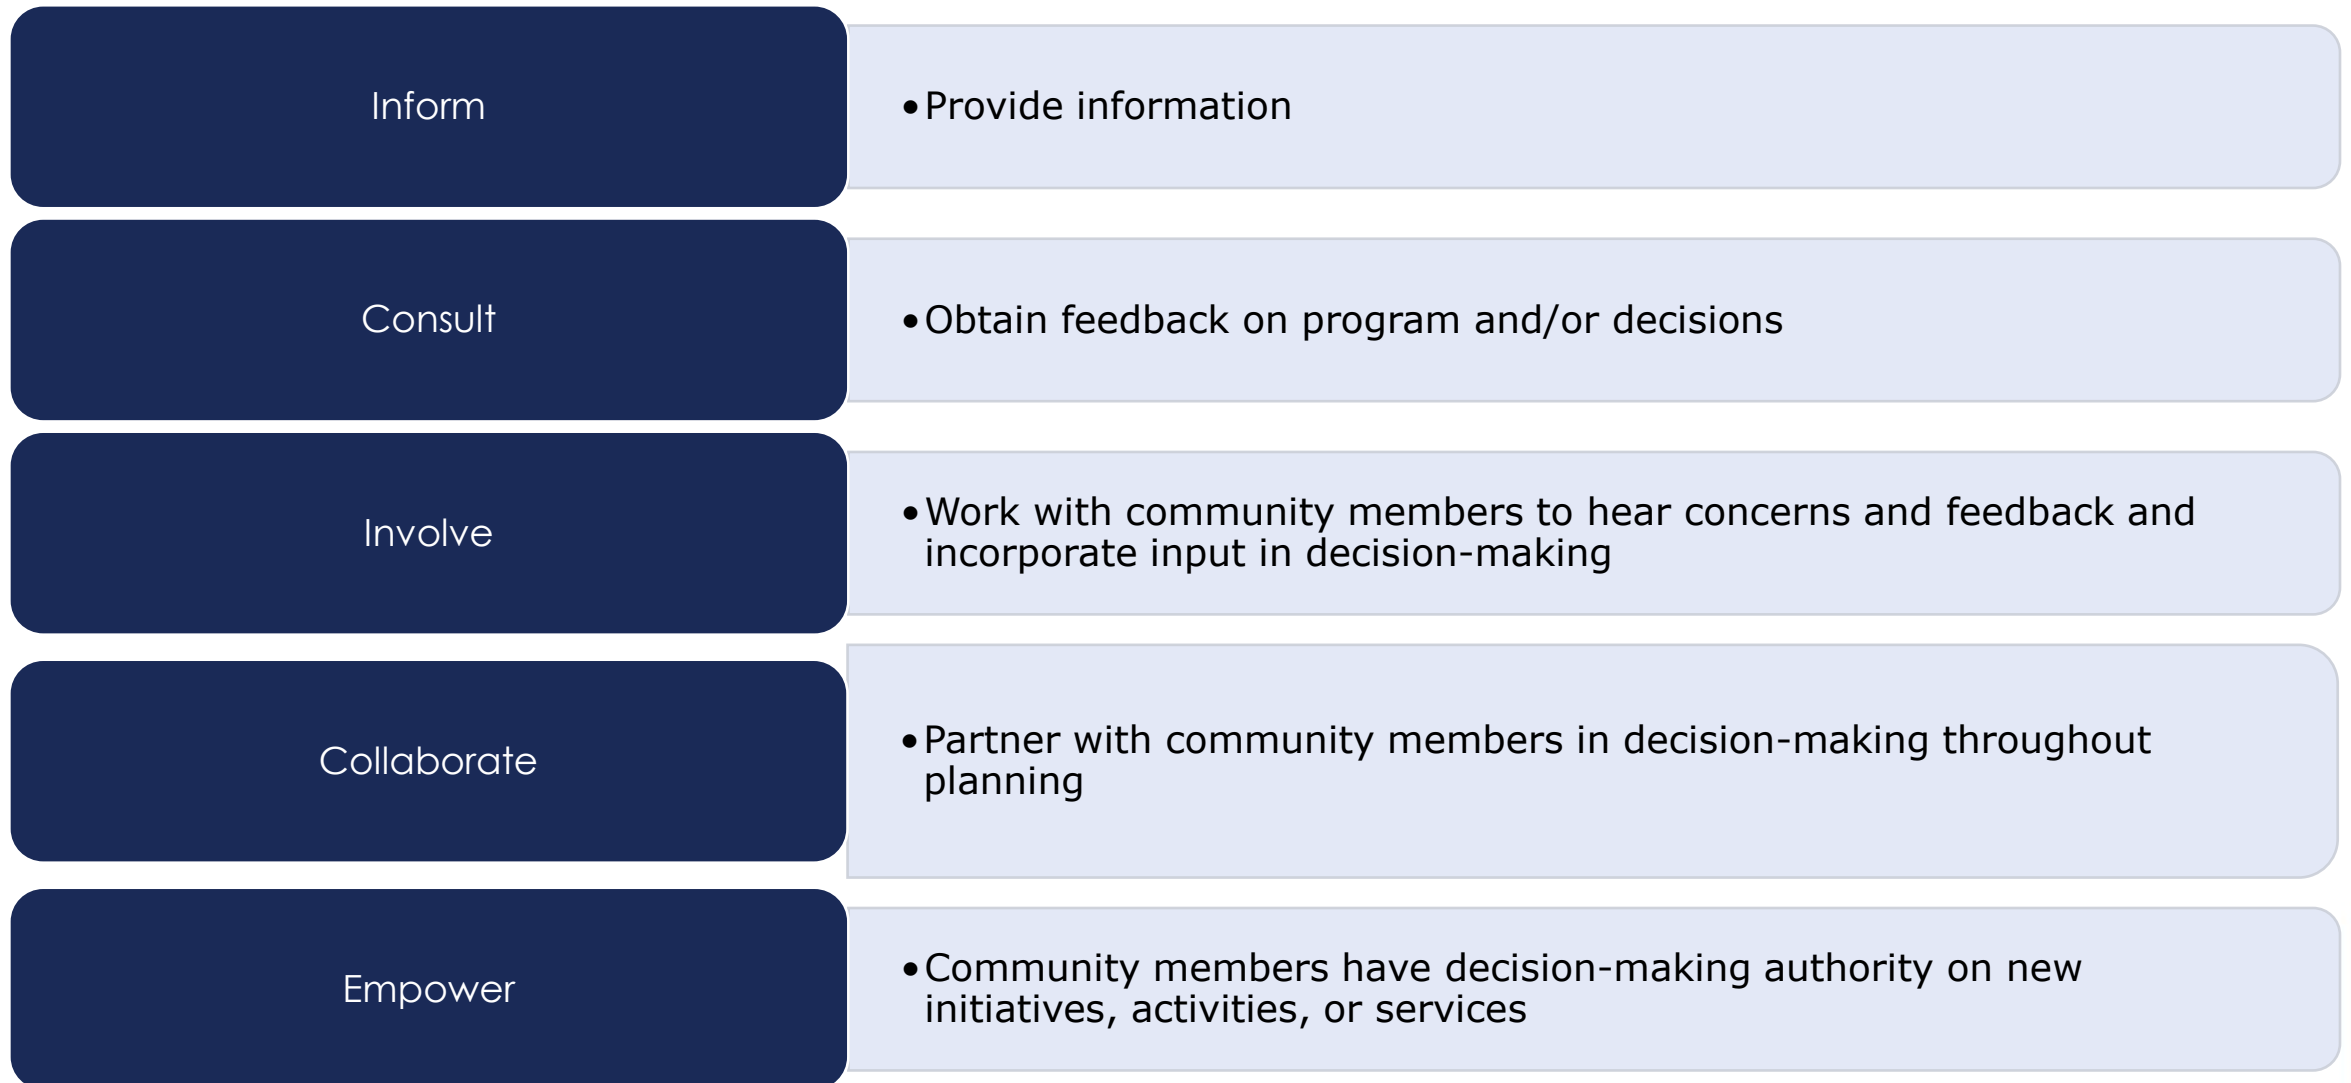 Inform
•Provide information
Consult
•Obtain feedback on program and/or decisions
Involve
•Work with community members to hear concerns and feedback and
incorporate input in decision-making
Collaborate
•Partner with community members in decision-making throughout
planning
Empower
•Community members have decision-making authority on new
initiatives, activities, or services